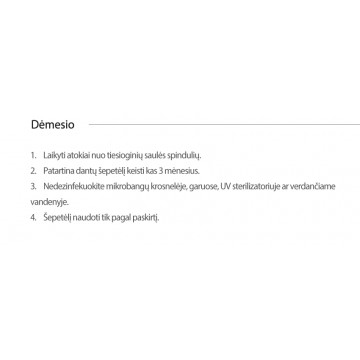 Dėmesio
1. Laikyti atokiai nuo tiesioginių saulės spindulių.
2. Patartina dantų šepetėlį keisti kas 3 mėnesius.
3. Nedezinfekuokite mikrobangų krosnelėje, garuose, UV sterilizatoriuje ar verdančiame
vandenyje.
4. Šepetėlį naudoti tik pagal paskirtį.